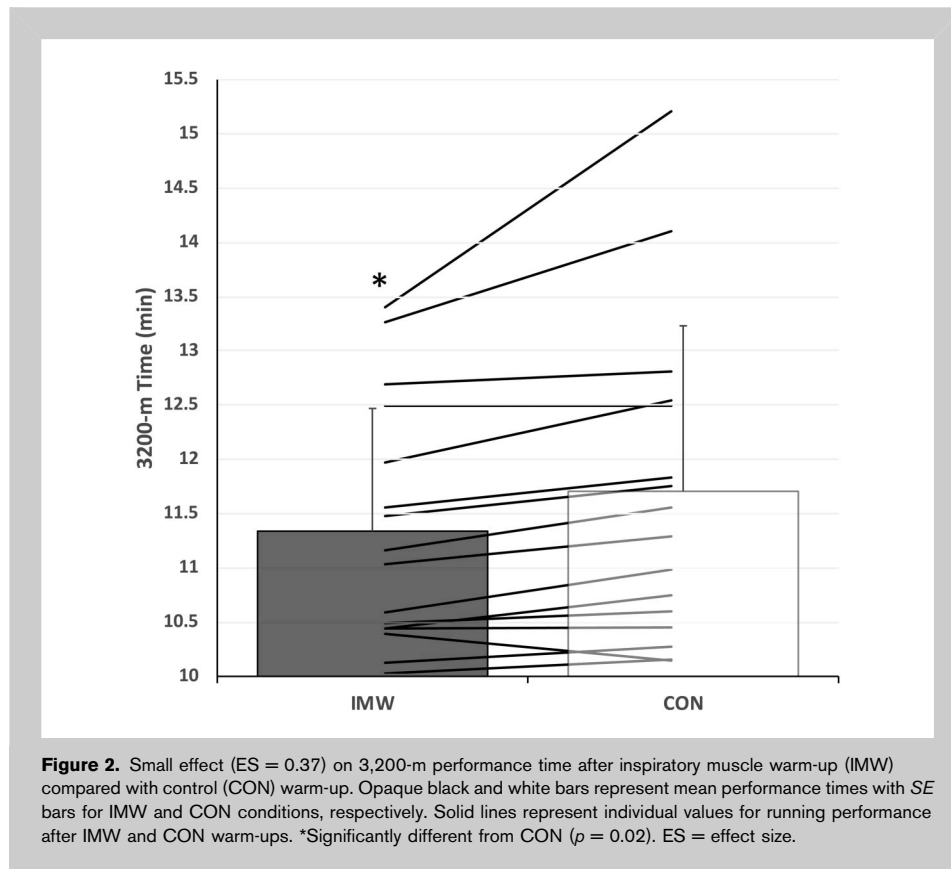 15.5
15
14.5
14
13.5
13
12.5
12
11.5
11
10.5
10
3200-m Time (min)
*
IMW
CON
Figure 2. Small effect (ES = 0.37) on 3,200-m performance time after inspiratory muscle warm-up (IMW)
compared with control (CON) warm-up. Opaque black and white bars represent mean performance times with SE
bars for IMW and CON conditions, respectively. Solid lines represent individual values for running performance
after IMW and CON warm-ups. *Significantly different from CON (p = 0.02). ES = effect size.